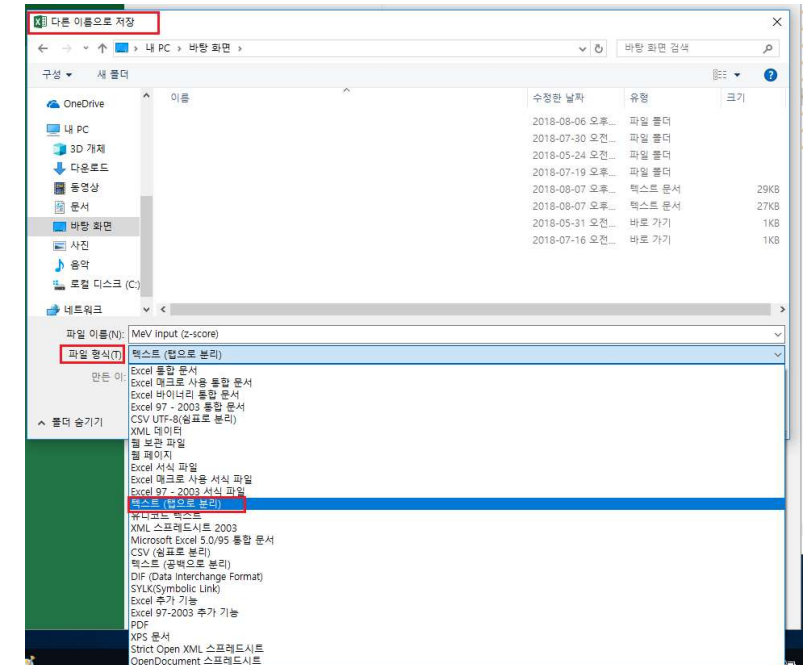 다른 이름으로 저장
내 PC › 바탕 화면 ›
바탕 화면 검색
구성 새 폴더
이름 수정한 날짜 유형 크기
OneDrive
내 PC
3D 개체
다운로드
동영상
문서
바탕 화면
사진
음악
로컬 디스크 (C:)
네트워크
2018-08-06 오후... 파일 폴더
2018-07-30 오전... 파일 폴더
2018-05-24 오전... 파일 폴더
2018-07-19 오후... 파일 폴더
2018-08-07 오후... 텍스트 문서 29KB
2018-08-07 오후... 텍스트 문서 27KB
2018-05-31 오전... 바로 가기 1KB
2018-07-16 오전... 바로 가기 1KB
파일 이름(N): MeV input (z-score)
파일 형식(T): 텍스트 (탭으로 분리)
만든 이:
폴더 숨기기
Excel 통합 문서
Excel 매크로 사용 통합 문서
Excel 바이너리 통합 문서
Excel 97 - 2003 통합 문서
CSV UTF-8(쉼표로 분리)
XML 데이터
웹 보관 파일
웹 페이지
Excel 서식 파일
Excel 매크로 사용 서식 파일
Excel 97 - 2003 서식 파일
텍스트 (탭으로 분리)
유니코드 텍스트
XML 스프레드시트 2003
Microsoft Excel 5.0/95 통합 문서
CSV (쉼표로 분리)
텍스트 (공백으로 분리)
DIF (Data Interchange Format)
SYLK(Symbolic Link)
Excel 추가 기능
Excel 97-2003 추가 기능
PDF
XPS 문서
Strict Open XML 스프레드시트
OpenDocument 스프레드시트